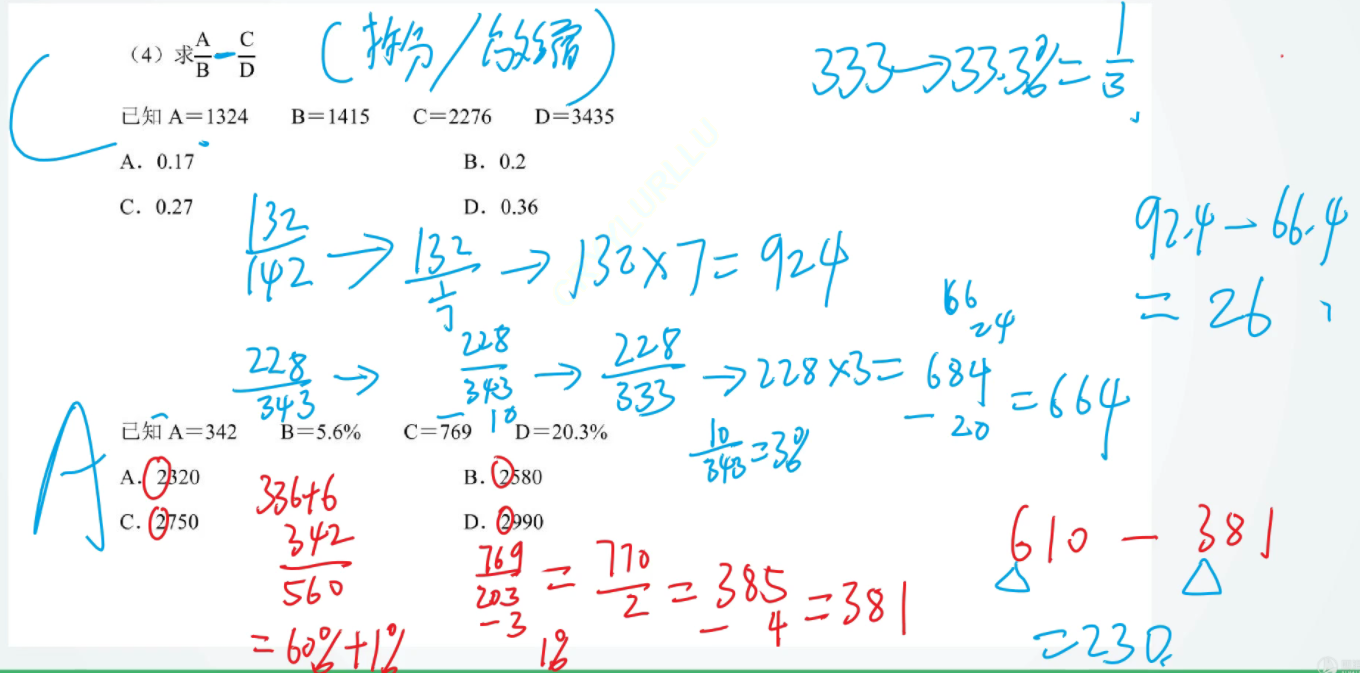 （4）求A/B - C/D （拆分/放缩） 333→33.3%=1/3
已知 A＝1324 B＝1415 C＝2276 D＝3435
A．0.17 B．0.2
C．0.27 D．0.36
C
132/142 → 132/(1/7) → 132×7=924
92.4-66.4
=26
228/343 → 228/343 → 228/333 → 228×3= 684 = 664
-10
-20
66
24
10/343=3%
已知 A＝342 B＝5.6% C＝769 D＝20.3%
A．2320 B．2580
C．2750 D．2990
A
336+6
342/560
=60%+1%
769/203 = 770/2 = 385 = 381
-3
- 4
1%
610 - 381
=230